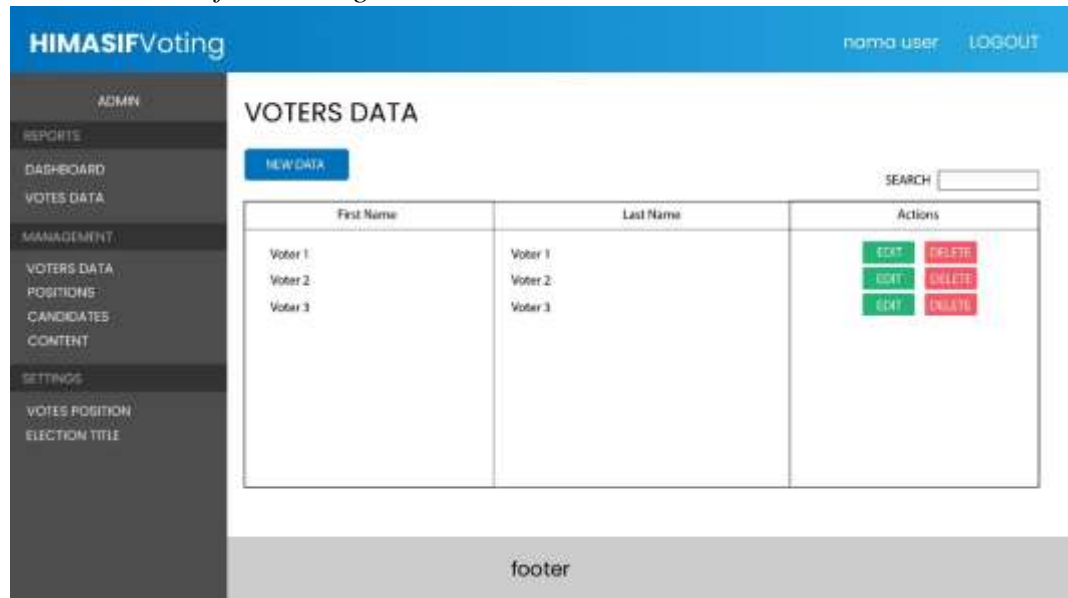 HIMASIFVoting
nama user LOGOUT
ADMIN
REPORTS
DASHBOARD
VOTES DATA
MANAGEMENT
VOTERS DATA
POSITIONS
CANDIDATES
CONTENT
SETTINGS
VOTES POSITION
ELECTION TITLE
VOTERS DATA
NEW DATA
SEARCH
First Name Last Name Actions
Voter 1 Voter 1 EDIT DELETE
Voter 2 Voter 2 EDIT DELETE
Voter 3 Voter 3 EDIT DELETE
footer